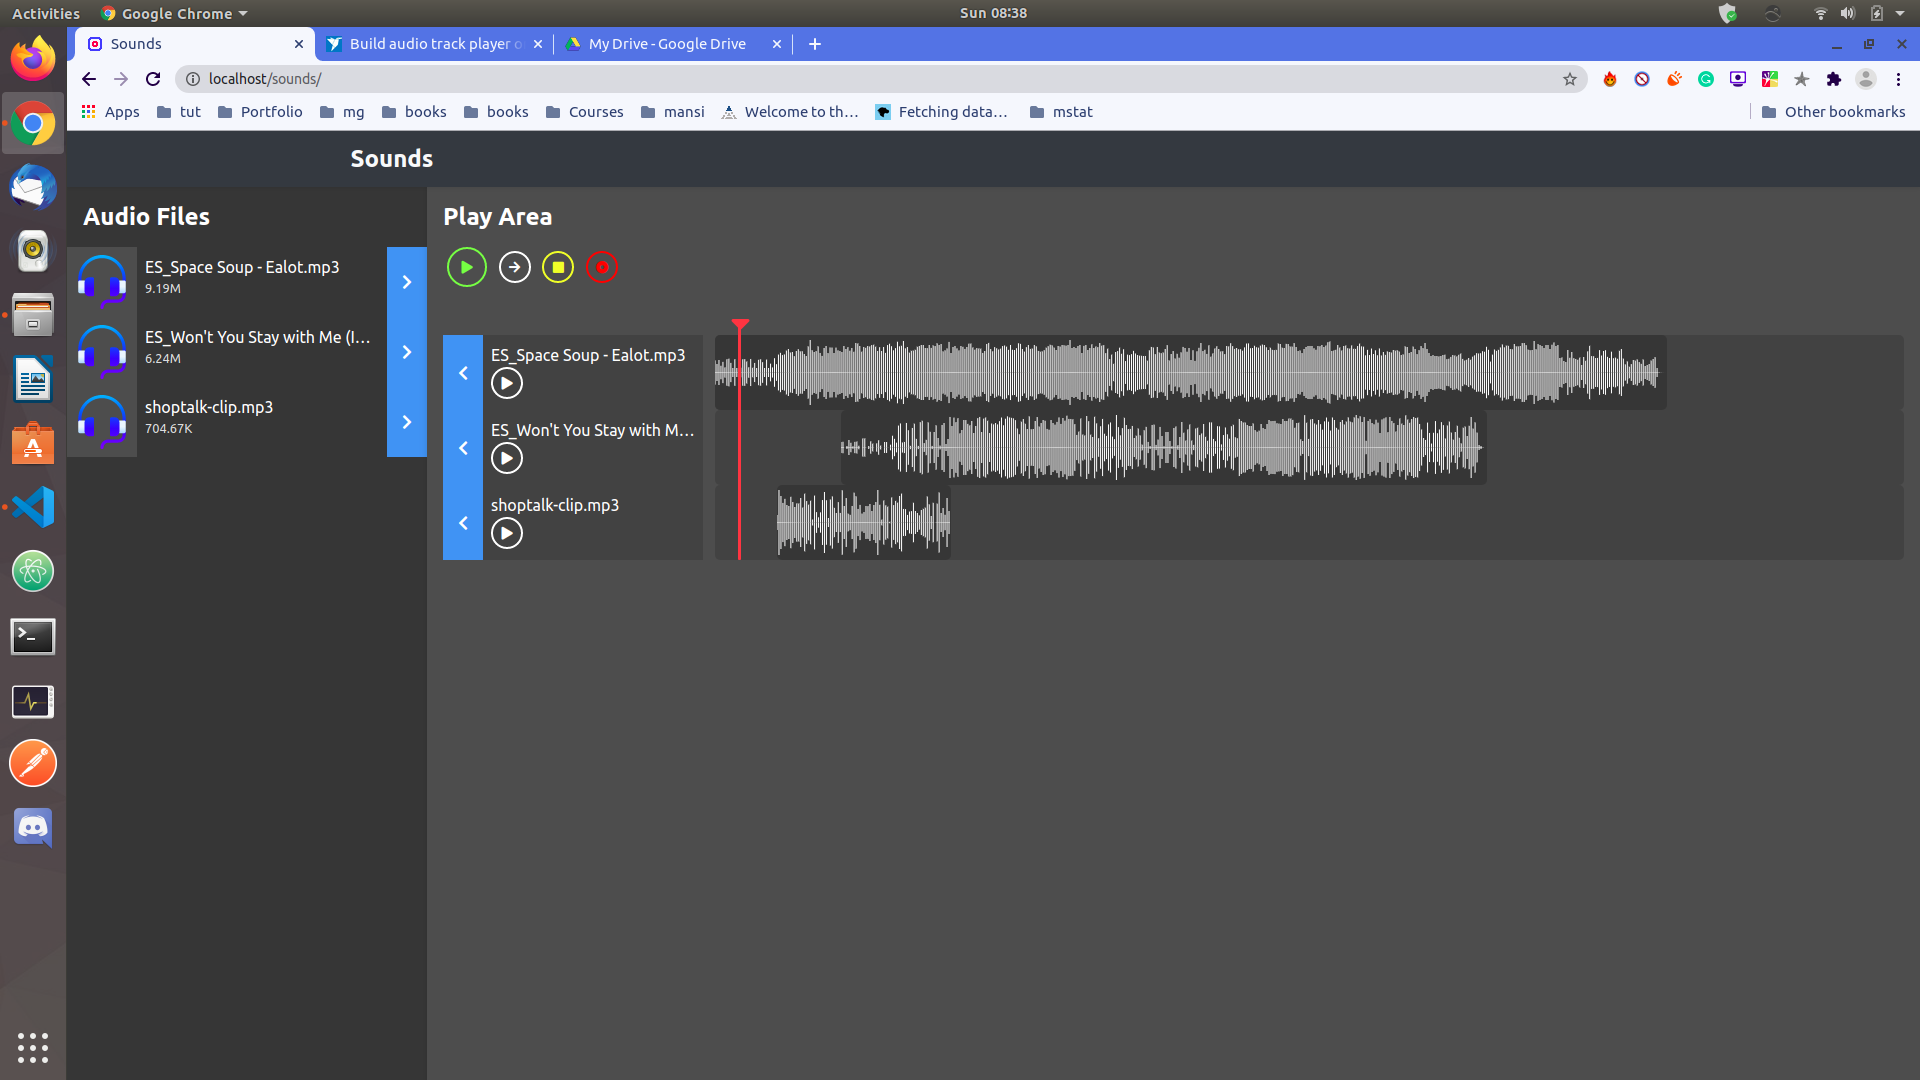 Activities Google Chrome Sun 08:38
Sounds Build audio track player o My Drive - Google Drive
localhost/sounds/
Apps tut Portfolio mg books books Courses mansi Welcome to th... Fetching data... mstat Other bookmarks
Sounds
Audio Files
ES_Space Soup - Ealot.mp3
9.19M
ES_Won't You Stay with Me (I...
6.24M
shoptalk-clip.mp3
704.67K
Play Area
ES_Space Soup - Ealot.mp3
ES_Won't You Stay with M...
shoptalk-clip.mp3